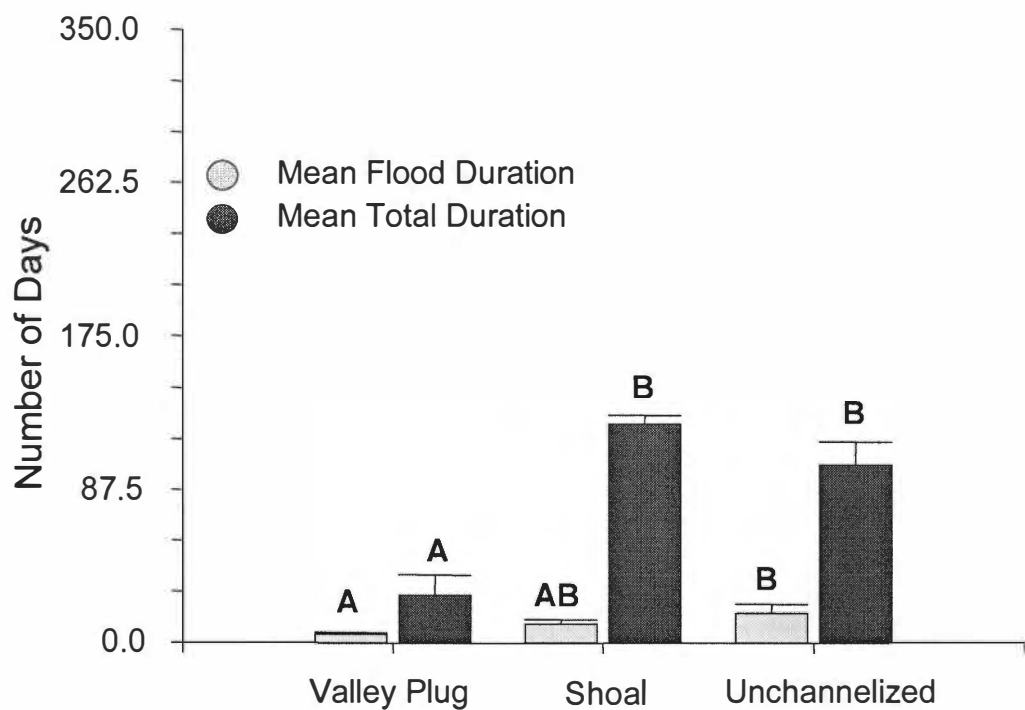 350.0
262.5
175.0
87.5
0.0
Number of Days
Mean Flood Duration
Mean Total Duration
A
A
AB
B
B
B
Valley Plug
Shoal
Unchannelized